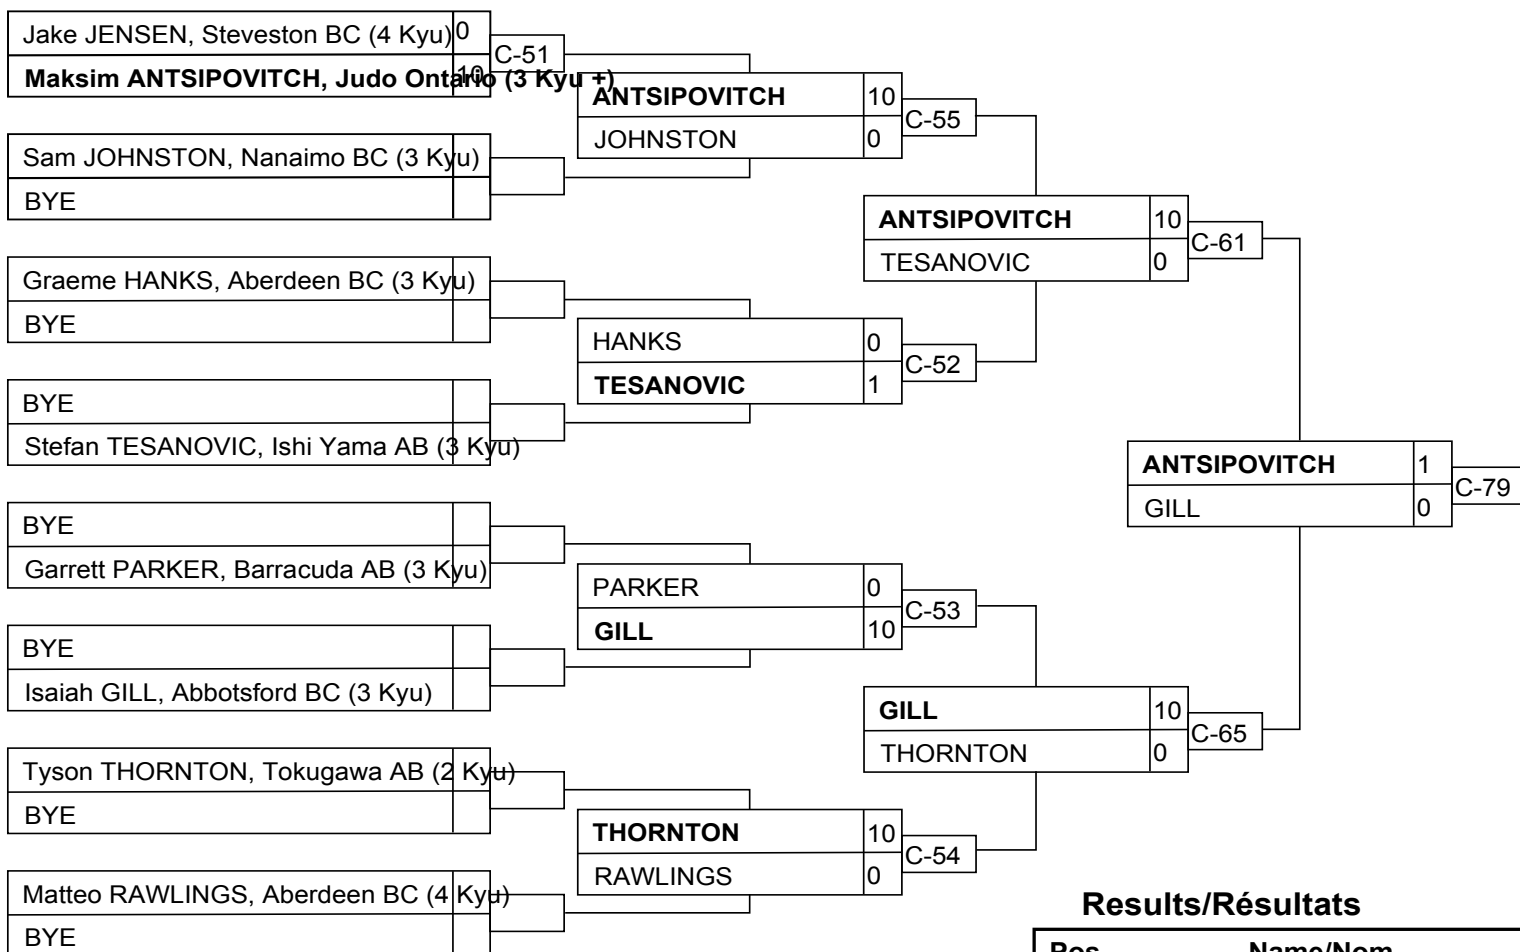 Jake JENSEN, Steveston BC (4 Kyu) 0
C-51
Maksim ANTSIPOVITCH, Judo Ontario (3 Kyu +) 10
ANTSIPOVITCH 10
C-55
JOHNSTON 0
Sam JOHNSTON, Nanaimo BC (3 Kyu)
BYE
ANTSIPOVITCH 10
C-61
TESANOVIC 0
Graeme HANKS, Aberdeen BC (3 Kyu)
BYE
HANKS 0
C-52
TESANOVIC 1
BYE
Stefan TESANOVIC, Ishi Yama AB (3 Kyu)
ANTSIPOVITCH 1
C-79
GILL 0
BYE
Garrett PARKER, Barracuda AB (3 Kyu)
PARKER 0
C-53
GILL 10
BYE
Isaiah GILL, Abbotsford BC (3 Kyu)
GILL 10
C-65
THORNTON 0
Tyson THORNTON, Tokugawa AB (2 Kyu)
BYE
THORNTON 10
C-54
RAWLINGS 0
Matteo RAWLINGS, Aberdeen BC (4 Kyu)
BYE
Results/Résultats
Pos Name/Nom